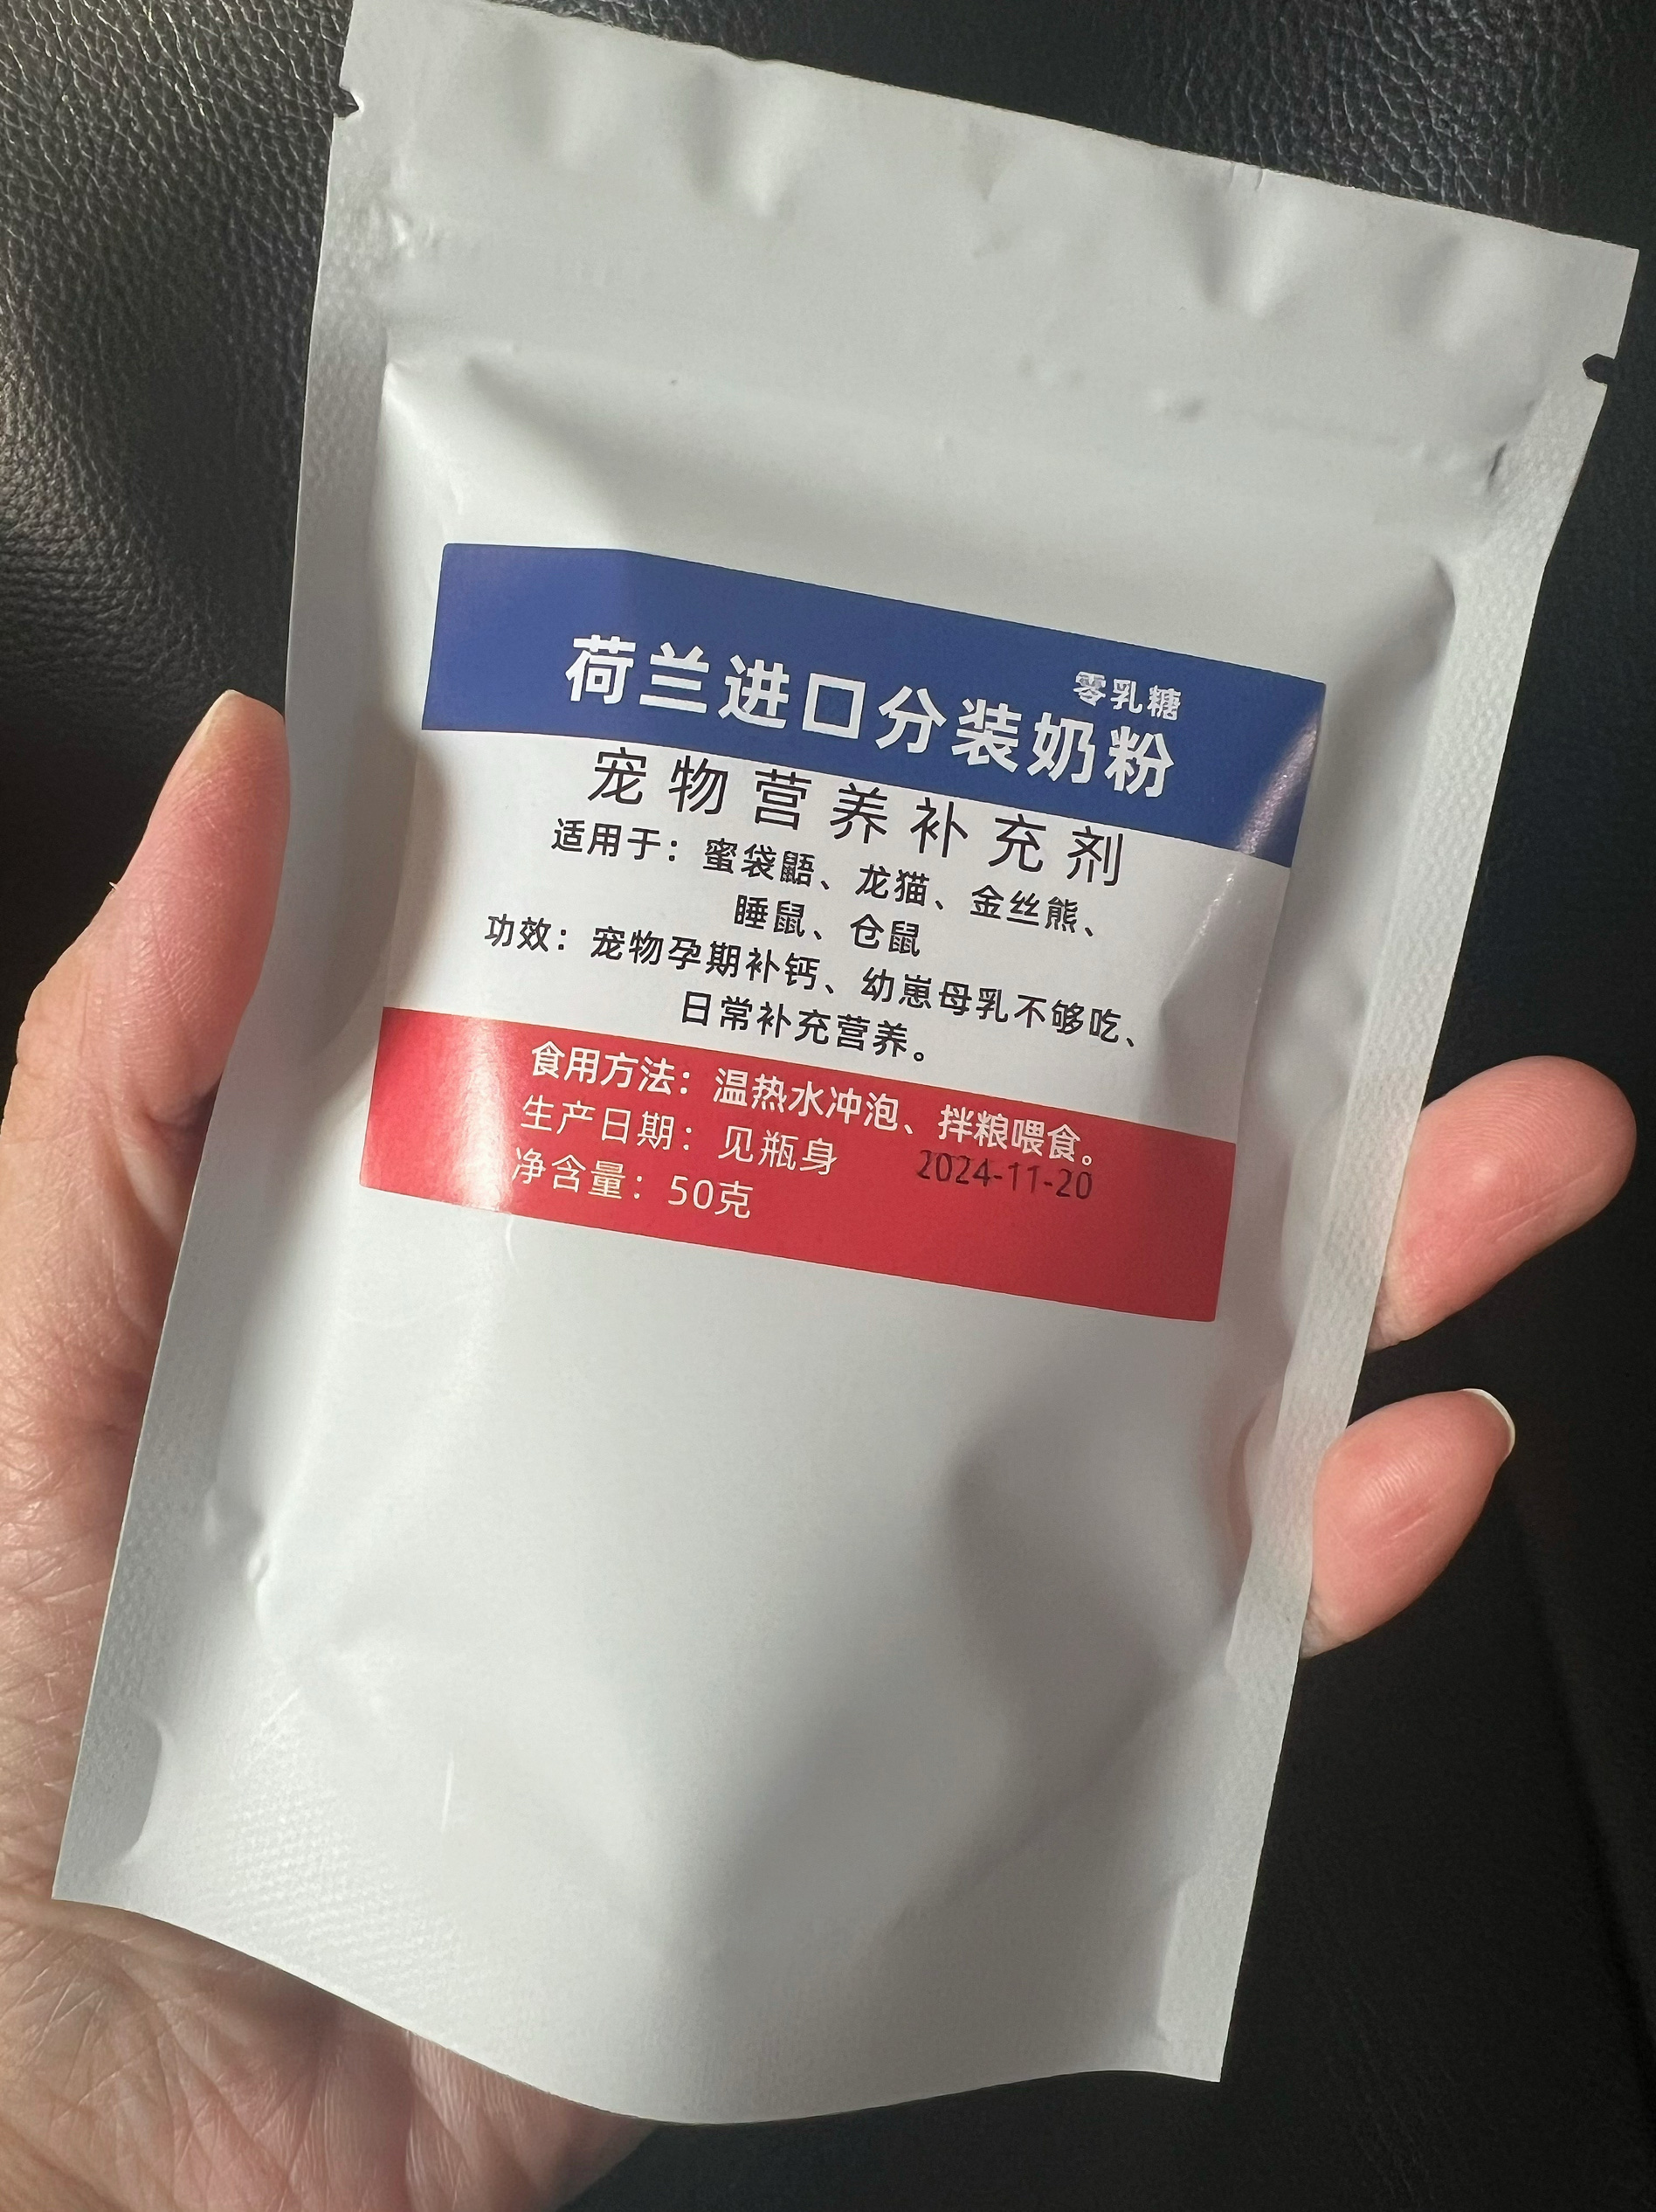 零乳糖
荷兰进口分装奶粉
宠物营养补充剂
适用于：蜜袋鼯、龙猫、金丝熊、
睡鼠、仓鼠
功效：宠物孕期补钙、幼崽母乳不够吃、
日常补充营养。
食用方法：温热水冲泡、拌粮喂食。
生产日期：见瓶身 2024-11-20
净含量：50克